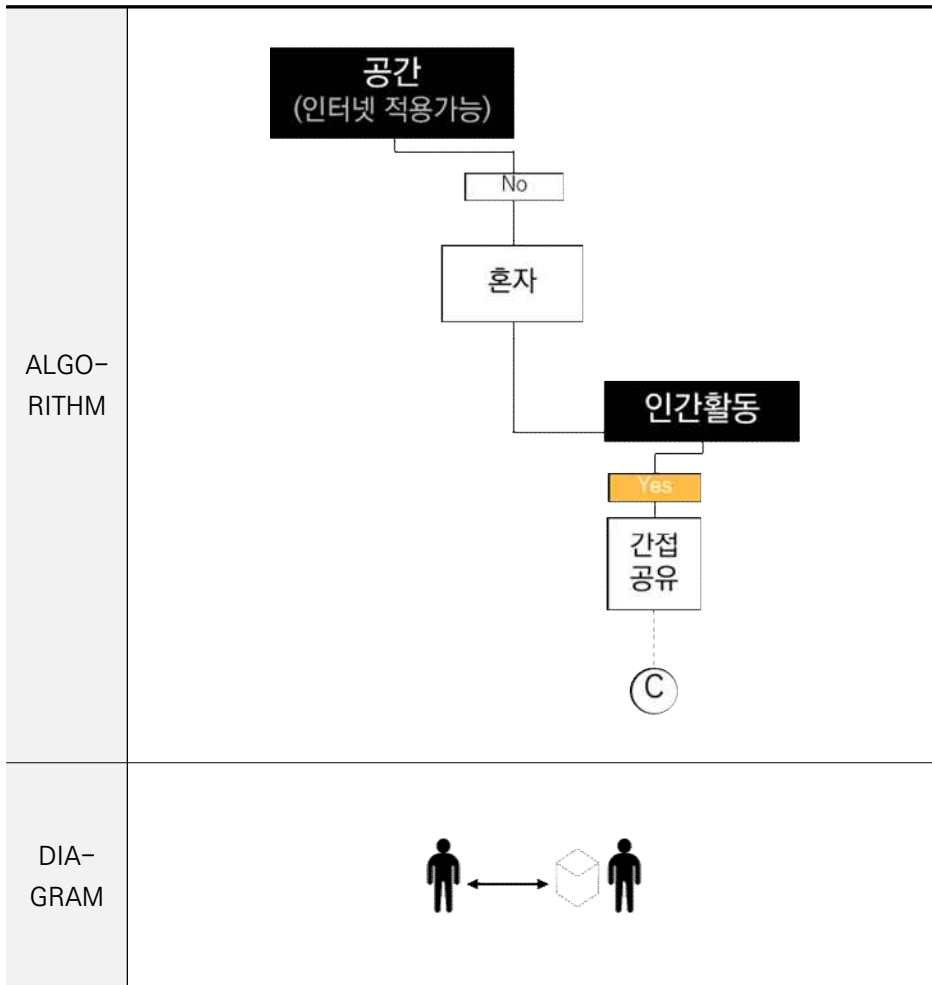 공간
(인터넷 적용가능)
No
혼자
ALGO-
RITHM
인간활동
Yes
간접
공유
C
DIA-
GRAM